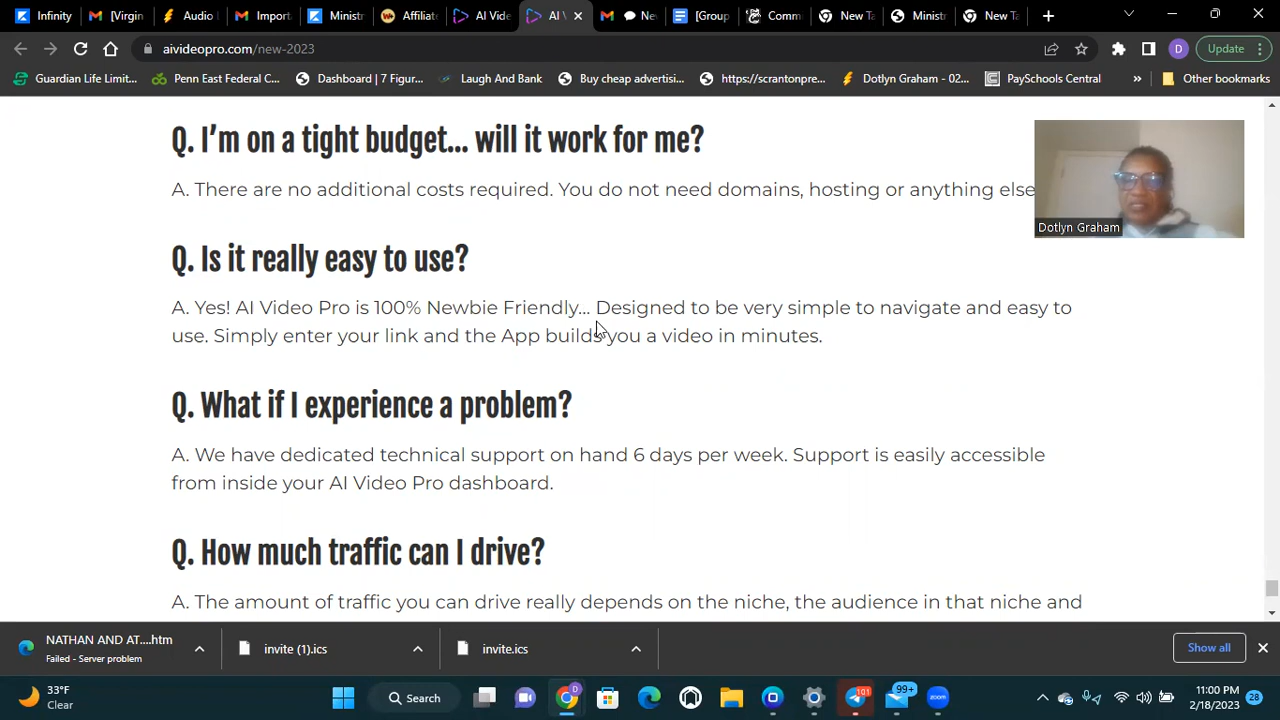 Infinity
[Virgin
Audio
Import
Ministr
Affiliate
AI Vide
AI V
Ne
[Group
Comm
New Ta
Ministr
New Ta
aivideopro.com/new-2023
D
Update
Guardian Life Limit...
Penn East Federal C...
Dashboard | 7 Figur...
Laugh And Bank
Buy cheap advertisi...
https://scrantonpre...
Dotlyn Graham - 02...
PaySchools Central
»
Other bookmarks
Q. I'm on a tight budget... will it work for me?
A. There are no additional costs required. You do not need domains, hosting or anything else
Dotlyn Graham
Q. Is it really easy to use?
A. Yes! AI Video Pro is 100% Newbie Friendly... Designed to be very simple to navigate and easy to
use. Simply enter your link and the App builds you a video in minutes.
Q. What if I experience a problem?
A. We have dedicated technical support on hand 6 days per week. Support is easily accessible
from inside your AI Video Pro dashboard.
Q. How much traffic can I drive?
A. The amount of traffic you can drive really depends on the niche, the audience in that niche and
NATHAN AND AT....htm
Failed - Server problem
invite (1).ics
invite.ics
Show all
33°F
Clear
Search
D
101
99+
zoom
11:00 PM
2/18/2023
28